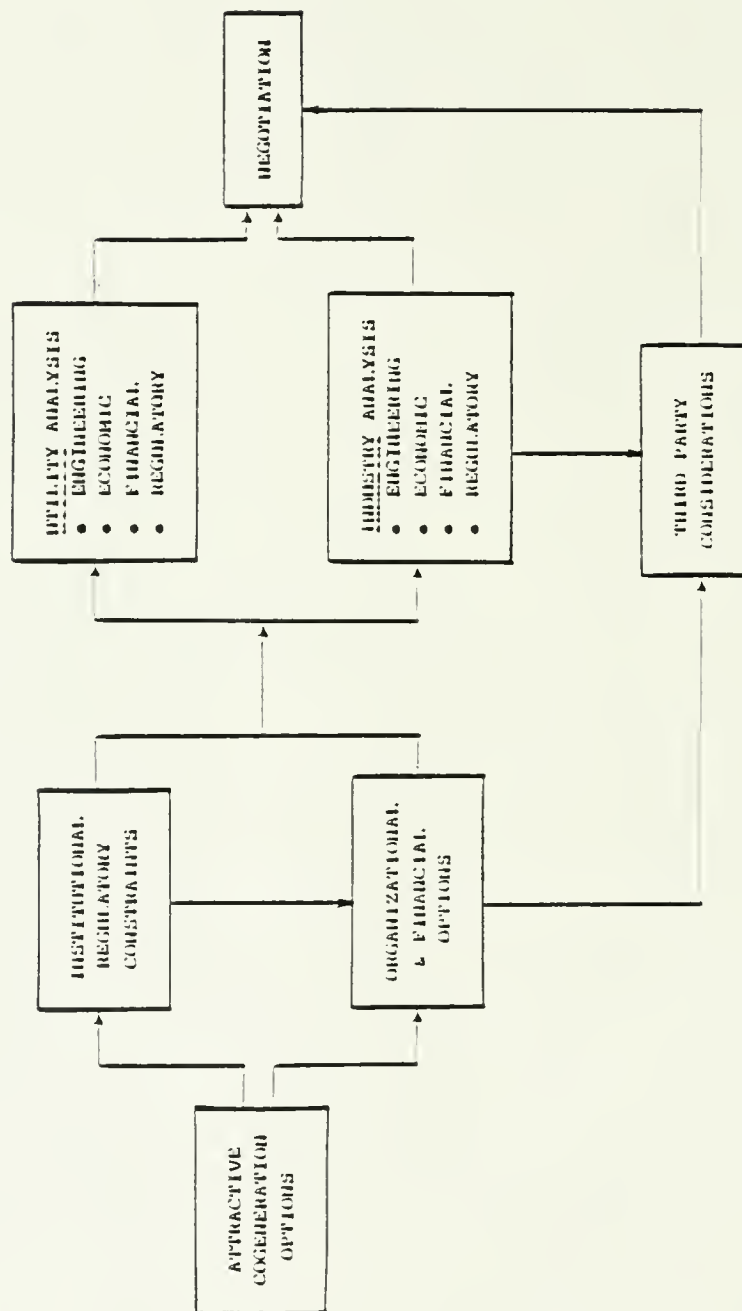 ATTRACTIVE
COGENERATION
OPTIONS
INSTITUTIONAL
REGULATORY
CONSTRAINTS
ORGANIZATIONAL
& FINANCIAL
OPTIONS
UTILITY ANALYSIS
• ENGINEERING
• ECONOMIC
• FINANCIAL
• REGULATORY
INDUSTRY ANALYSIS
• ENGINEERING
• ECONOMIC
• FINANCIAL
• REGULATORY
THIRD PARTY
CONSIDERATIONS
NEGOTIATION